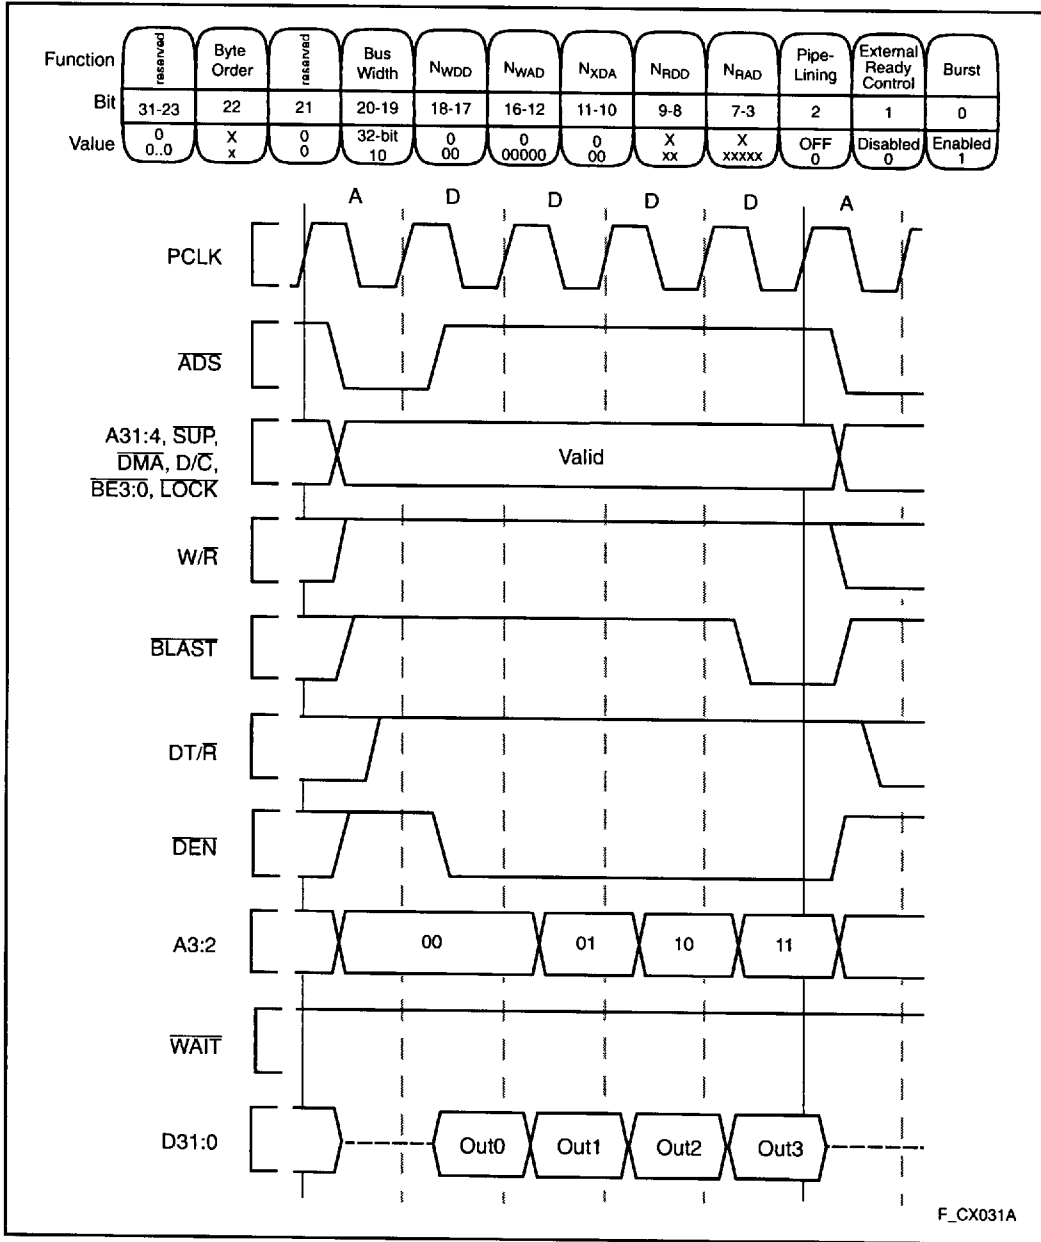 Function reserved Byte Order reserved Bus Width NWDD NWAD NXDA NRDD NRAD Pipe-Lining External Ready Control Burst
Bit 31-23 22 21 20-19 18-17 16-12 11-10 9-8 7-3 2 1 0
Value 0 X 0 32-bit 0 0 0 X X OFF Disabled Enabled
0..0 x 0 10 00 00000 00 xx xxxxx 0 0 1
A D D D D A
PCLK
ADS
A31:4, SUP,
DMA, D/C,
BE3:0, LOCK
Valid
W/R
BLAST
DT/R
DEN
A3:2 00 01 10 11
WAIT
D31:0 Out0 Out1 Out2 Out3
F_CX031A